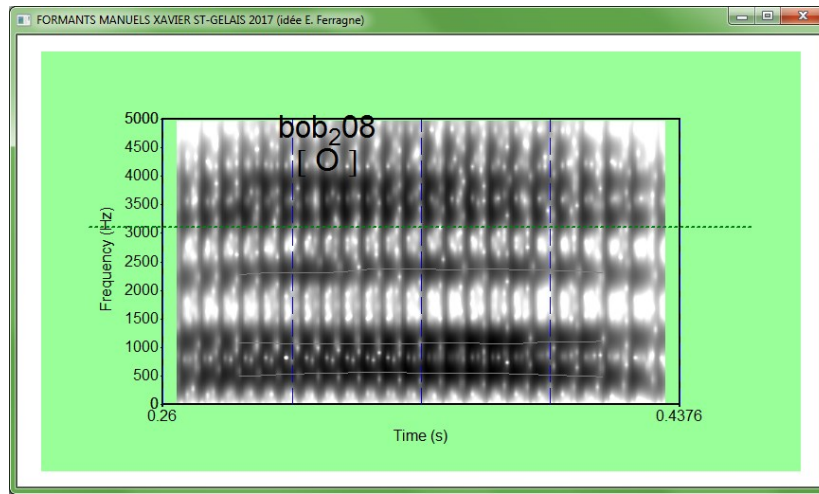 FORMANTS MANUELS XAVIER ST-GELAIS 2017 (idée E. Ferragne)
bob₂08
[ O ]
5000
4500
4000
3500
3000
2500
2000
1500
1000
500
0
Frequency (Hz)
0.26
0.4376
Time (s)